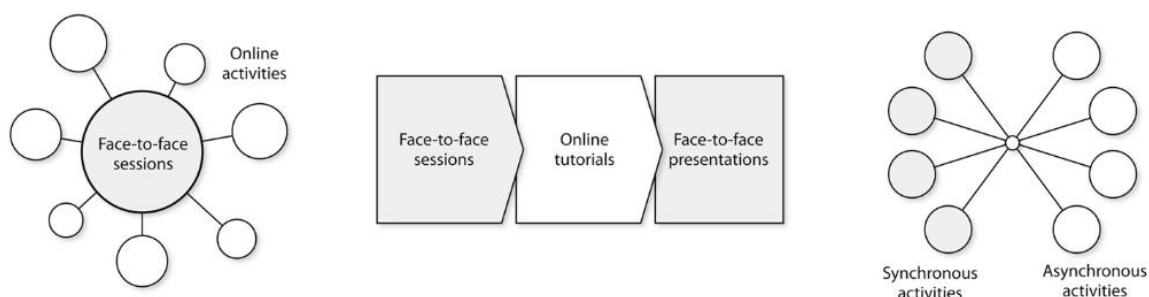 Online
activities
Face-to-face
sessions
Face-to-face
sessions
Online
tutorials
Face-to-face
presentations
Synchronous
activities
Asynchronous
activities